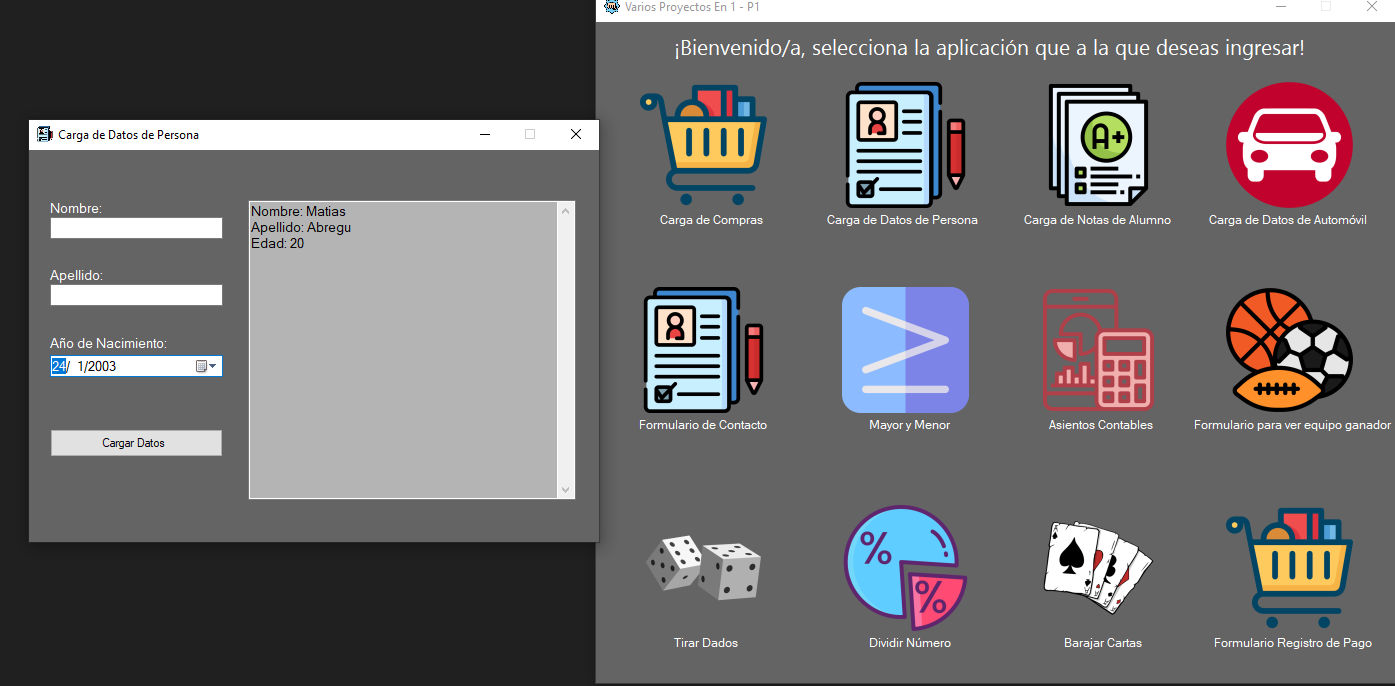 Varios Proyectos En 1 - P1
¡Bienvenido/a, selecciona la aplicación que a la que deseas ingresar!
Carga de Compras
Carga de Datos de Persona
A+
Carga de Notas de Alumno
Carga de Datos de Automóvil
Formulario de Contacto
Mayor y Menor
Asientos Contables
Formulario para ver equipo ganador
Tirar Dados
% %
Dividir Número
Barajar Cartas
Formulario Registro de Pago
Carga de Datos de Persona
Nombre:
Apellido:
Año de Nacimiento:
24/ 1/2003
Cargar Datos
Nombre: Matias
Apellido: Abregu
Edad: 20